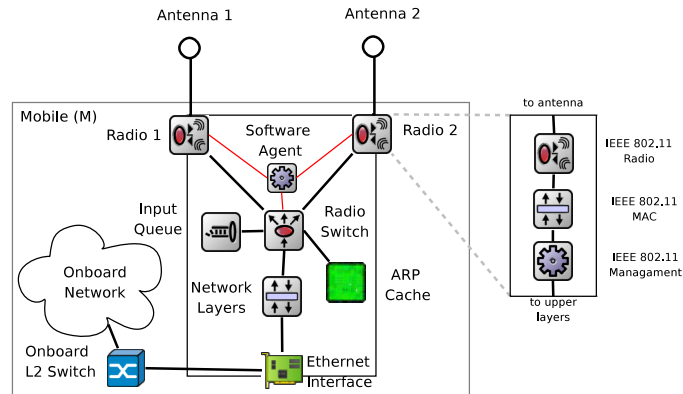 Antenna 1
Antenna 2
Mobile (M)
Radio 1
Software
Agent
Radio 2
Input
Queue
Radio
Switch
Onboard
Network
Network
Layers
ARP
Cache
Onboard
L2 Switch
Ethernet
Interface
to antenna
IEEE 802.11
Radio
IEEE 802.11
MAC
IEEE 802.11
Managament
to upper
layers